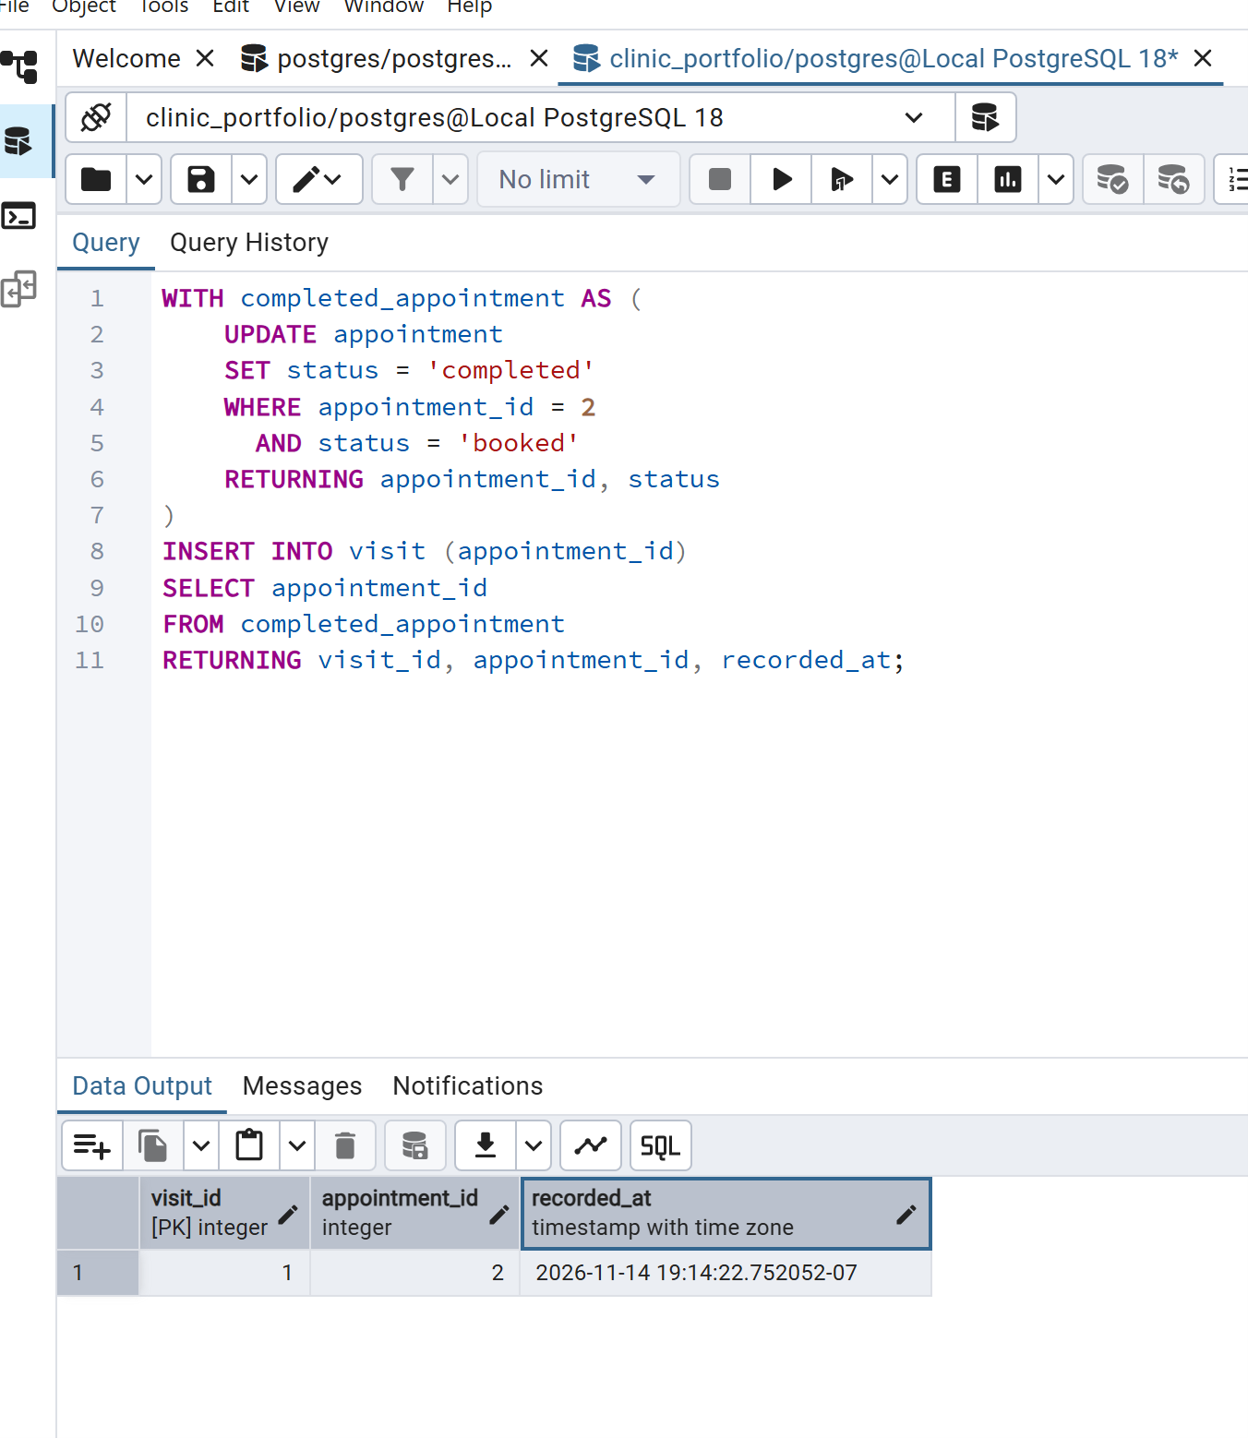 File Object Tools Edit View Window Help
Welcome postgres/postgres... clinic_portfolio/postgres@Local PostgreSQL 18*
clinic_portfolio/postgres@Local PostgreSQL 18
No limit
E
Query Query History
1 WITH completed_appointment AS (
2 UPDATE appointment
3 SET status = 'completed'
4 WHERE appointment_id = 2
5 AND status = 'booked'
6 RETURNING appointment_id, status
7 )
8 INSERT INTO visit (appointment_id)
9 SELECT appointment_id
10 FROM completed_appointment
11 RETURNING visit_id, appointment_id, recorded_at;
Data Output Messages Notifications
SQL
visit_id appointment_id recorded_at
[PK] integer integer timestamp with time zone
1 1 2 2026-11-14 19:14:22.752052-07